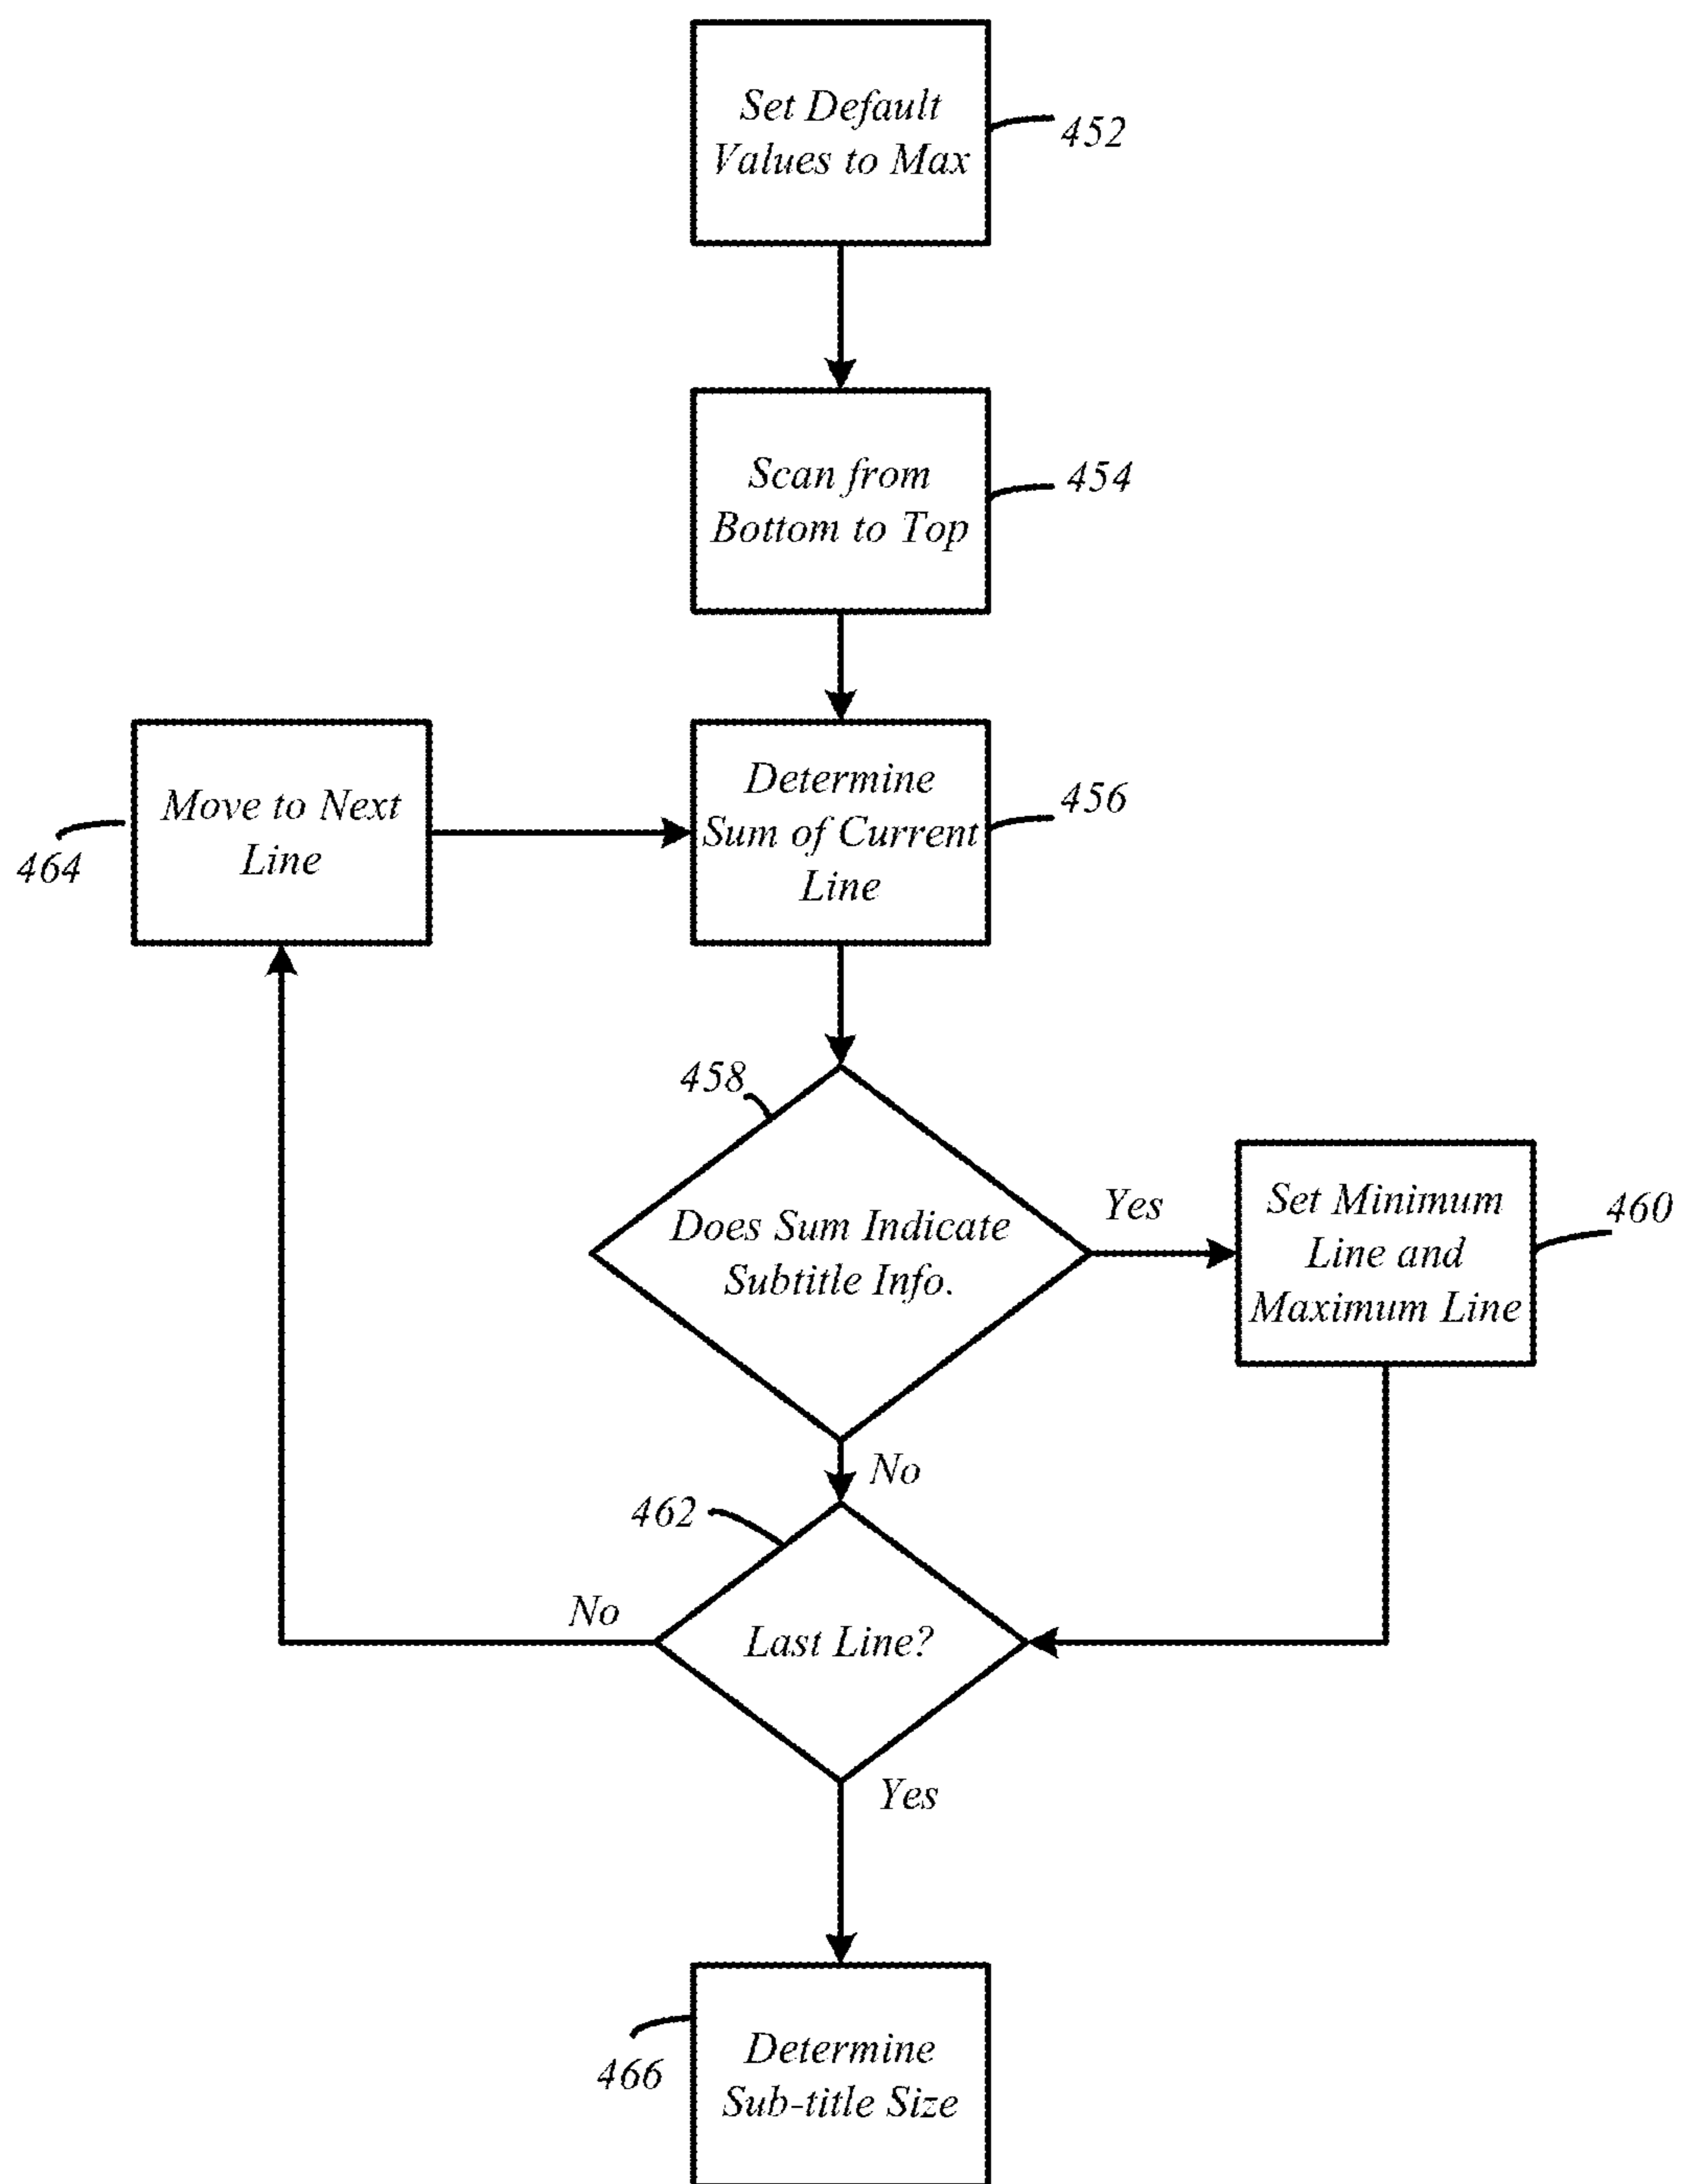 Set Default
Values to Max
452
Scan from
Bottom to Top
454
Move to Next
Line
464
Determine
Sum of Current
Line
456
458
Does Sum Indicate
Subtitle Info.
Yes
Set Minimum
Line and
Maximum Line
460
No
462
Last Line?
No
Yes
Determine
Sub-title Size
466